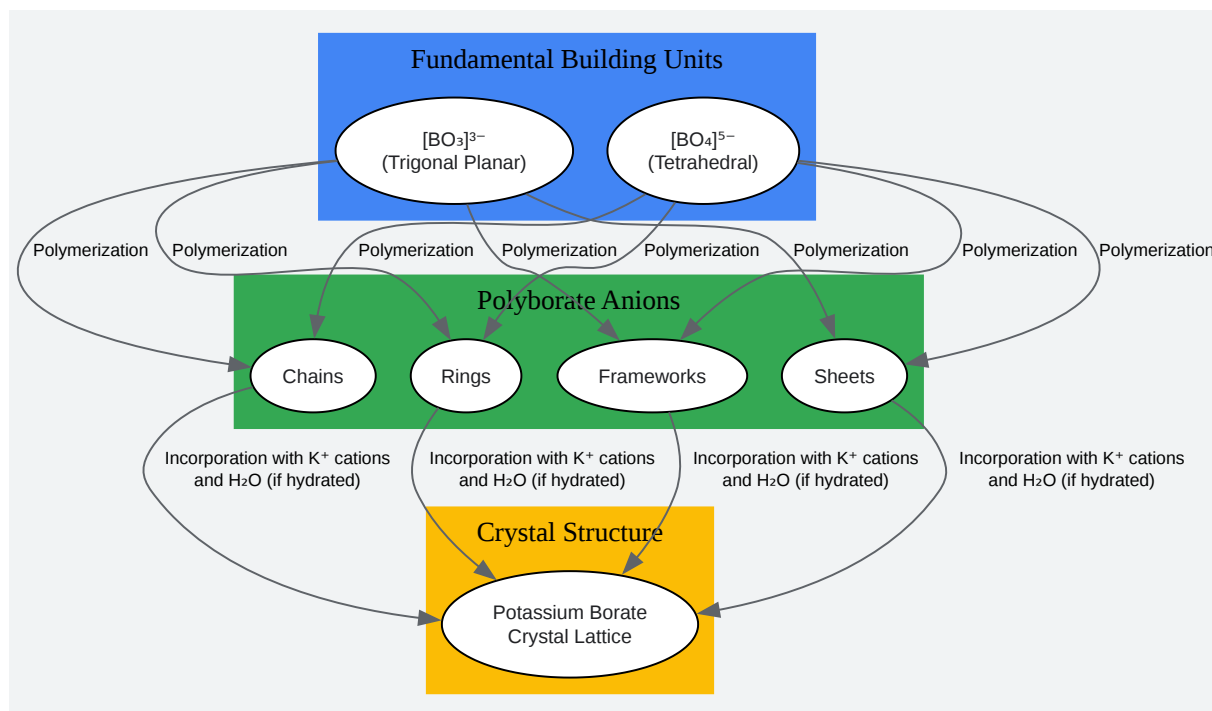 Fundamental Building Units
[BO₃]³⁻
(Trigonal Planar)
[BO₄]⁵⁻
(Tetrahedral)
Polymerization
Polymerization
Polymerization
Polymerization
Polymerization
Polymerization
Polymerization
Polymerization
Polyborate Anions
Chains
Rings
Frameworks
Sheets
Incorporation with K⁺ cations
and H₂O (if hydrated)
Incorporation with K⁺ cations
and H₂O (if hydrated)
Incorporation with K⁺ cations
and H₂O (if hydrated)
Incorporation with K⁺ cations
and H₂O (if hydrated)
Crystal Structure
Potassium Borate
Crystal Lattice